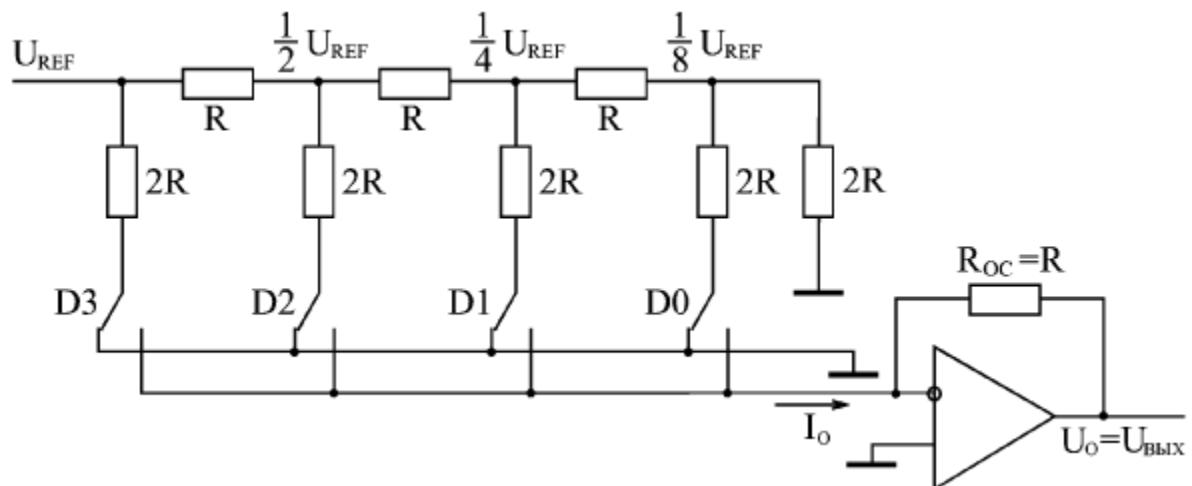 U_REF
1/2 U_REF
1/4 U_REF
1/8 U_REF
R
R
R
2R
2R
2R
2R
2R
D3
D2
D1
D0
R_ОС=R
I_O
U_O=U_ВЫХ